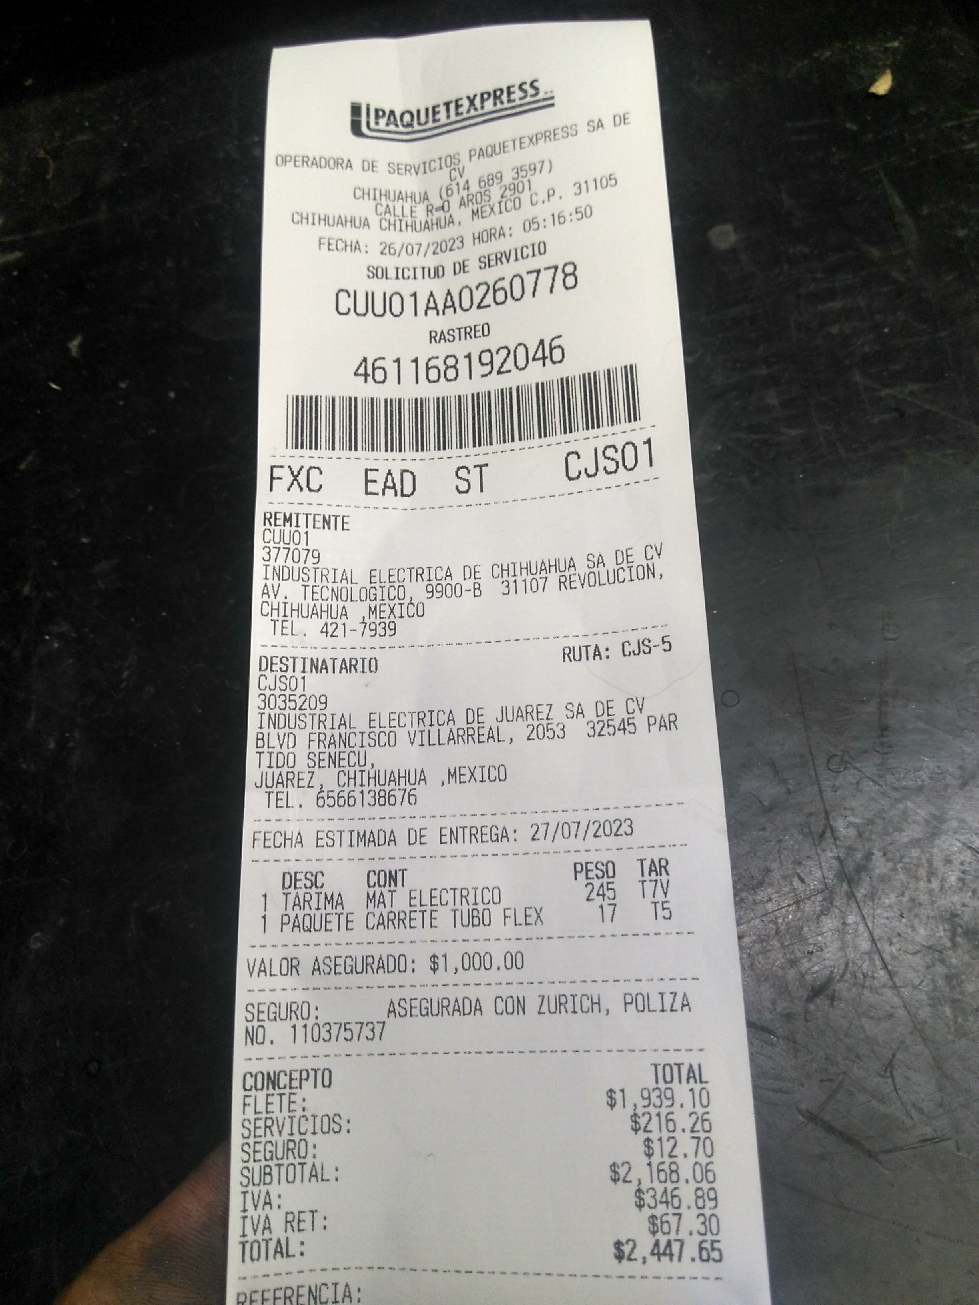 PAQUETEXPRESS
OPERADORA DE SERVICIOS PAQUETEXPRESS SA DE
CV
CHIHUAHUA (614 689 3597)
CALLE R=O AROS 2901
CHIHUAHUA CHIHUAHUA, MEXICO C.P. 31105
FECHA: 26/07/2023 HORA: 05:16:50
SOLICITUD DE SERVICIO
CUU01AA0260778
RASTREO
461168192046
FXC EAD ST CJS01
REMITENTE
CUU01
377079
INDUSTRIAL ELECTRICA DE CHIHUAHUA SA DE CV
AV. TECNOLOGICO, 9900-B 31107 REVOLUCION,
CHIHUAHUA ,MEXICO
TEL. 421-7939
DESTINATARIO RUTA: CJS-5
CJS01
3035209
INDUSTRIAL ELECTRICA DE JUAREZ SA DE CV
BLVD FRANCISCO VILLARREAL, 2053 32545 PAR
TIDO SENECU,
JUAREZ, CHIHUAHUA ,MEXICO
TEL. 6566138676
FECHA ESTIMADA DE ENTREGA: 27/07/2023
DESC CONT PESO TAR
1 TARIMA MAT ELECTRICO 245 T7V
1 PAQUETE CARRETE TUBO FLEX 17 T5
VALOR ASEGURADO: $1,000.00
SEGURO: ASEGURADA CON ZURICH, POLIZA
NO. 110375737
CONCEPTO TOTAL
FLETE: $1,939.10
SERVICIOS: $216.26
SEGURO: $12.70
SUBTOTAL: $2,168.06
IVA: $346.89
IVA RET: $67.30
TOTAL: $2,447.65
REFERENCIA: